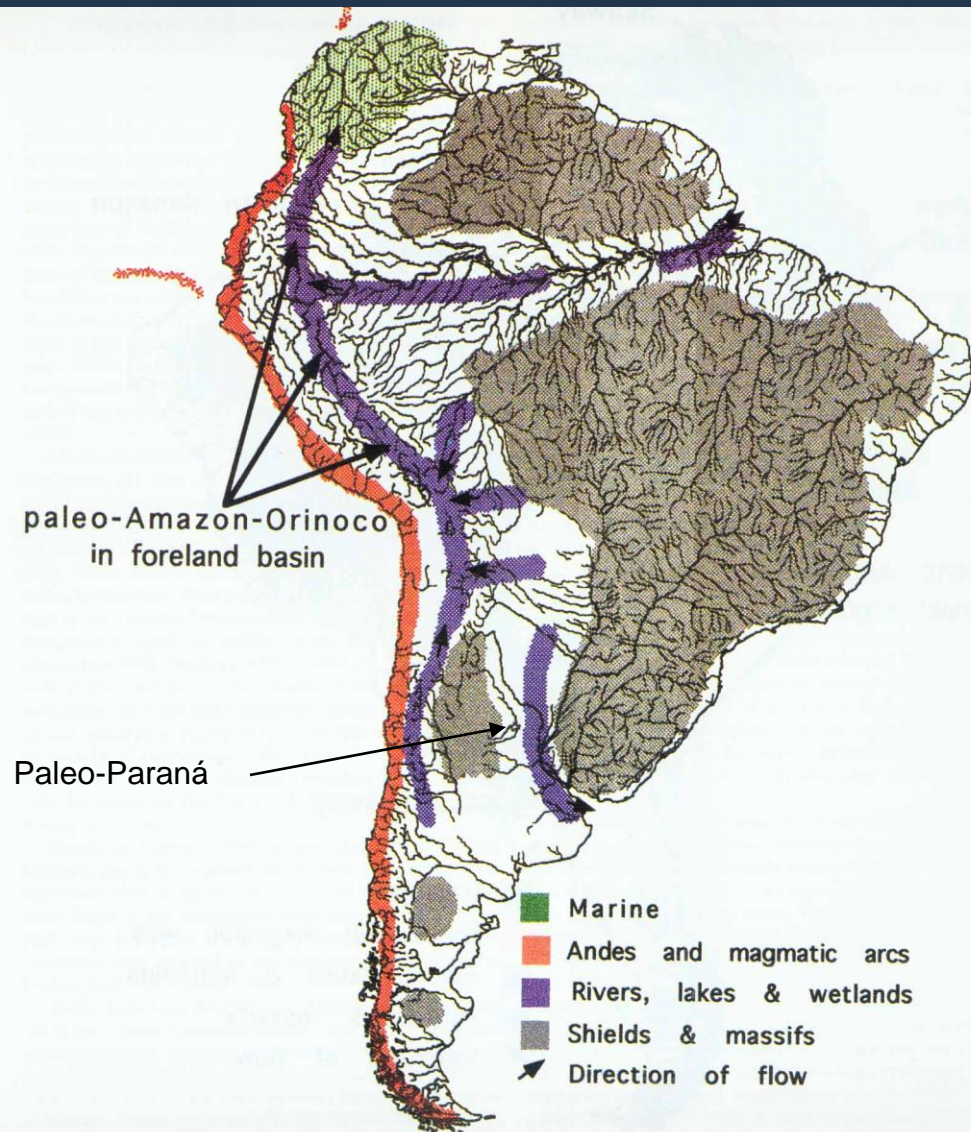 Seaway
paleo-Amazon-Orinoco
in foreland basin
Paleo-Paraná
Marine
Andes and magmatic arcs
Rivers, lakes & wetlands
Shields & massifs
Direction of flow